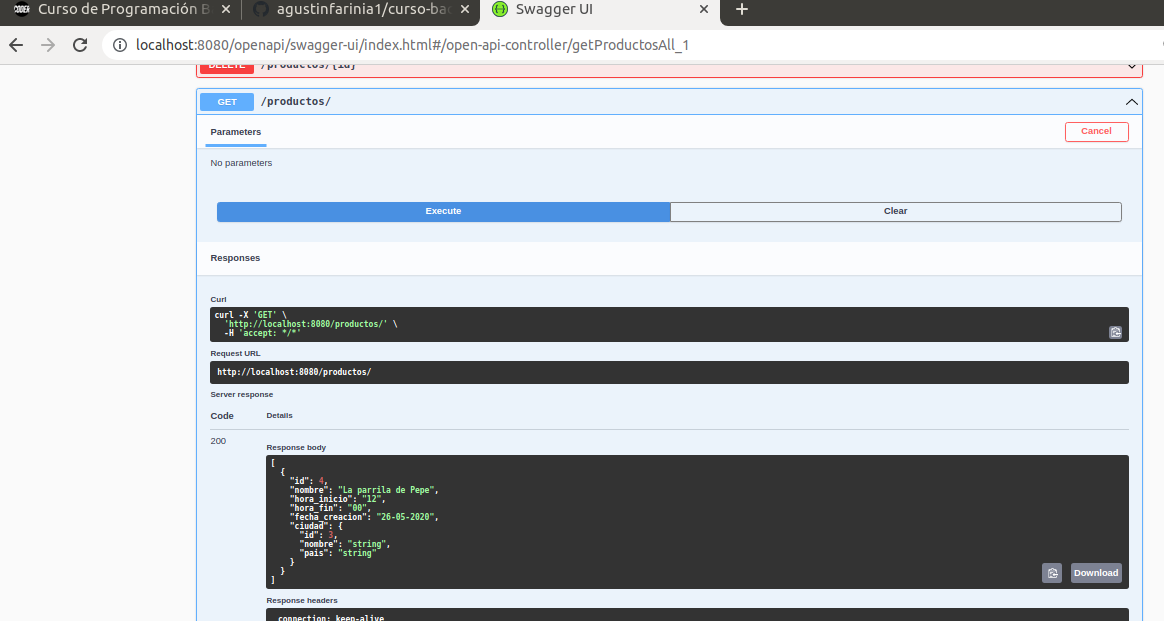 CODER Curso de Programación B
agustinfarinia1/curso-bac
Swagger UI
localhost:8080/openapi/swagger-ui/index.html#/open-api-controller/getProductosAll_1
DELETE /productos/{id}
GET /productos/
Parameters
Cancel
No parameters
Execute
Clear
Responses
Curl
curl -X 'GET' \
'http://localhost:8080/productos/' \
-H 'accept: */*'
Request URL
http://localhost:8080/productos/
Server response
Code Details
200
Response body
[
{
"id": 4,
"nombre": "La parrila de Pepe",
"hora_inicio": "12",
"hora_fin": "00",
"fecha_creacion": "26-05-2020",
"ciudad": {
"id": 3,
"nombre": "string",
"pais": "string"
}
}
]
Download
Response headers
connection: keep-alive